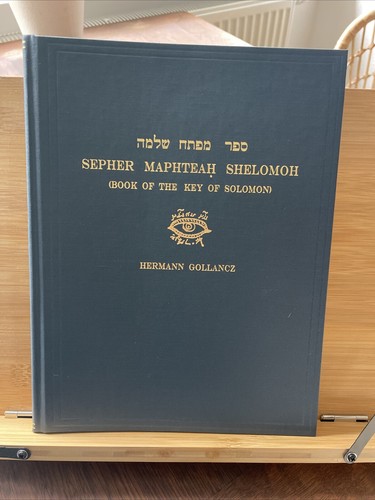 ספר מפתח שלמה
SEPHER MAPHTEAḤ SHELOMOH
(BOOK OF THE KEY OF SOLOMON)
HERMANN GOLLANCZ